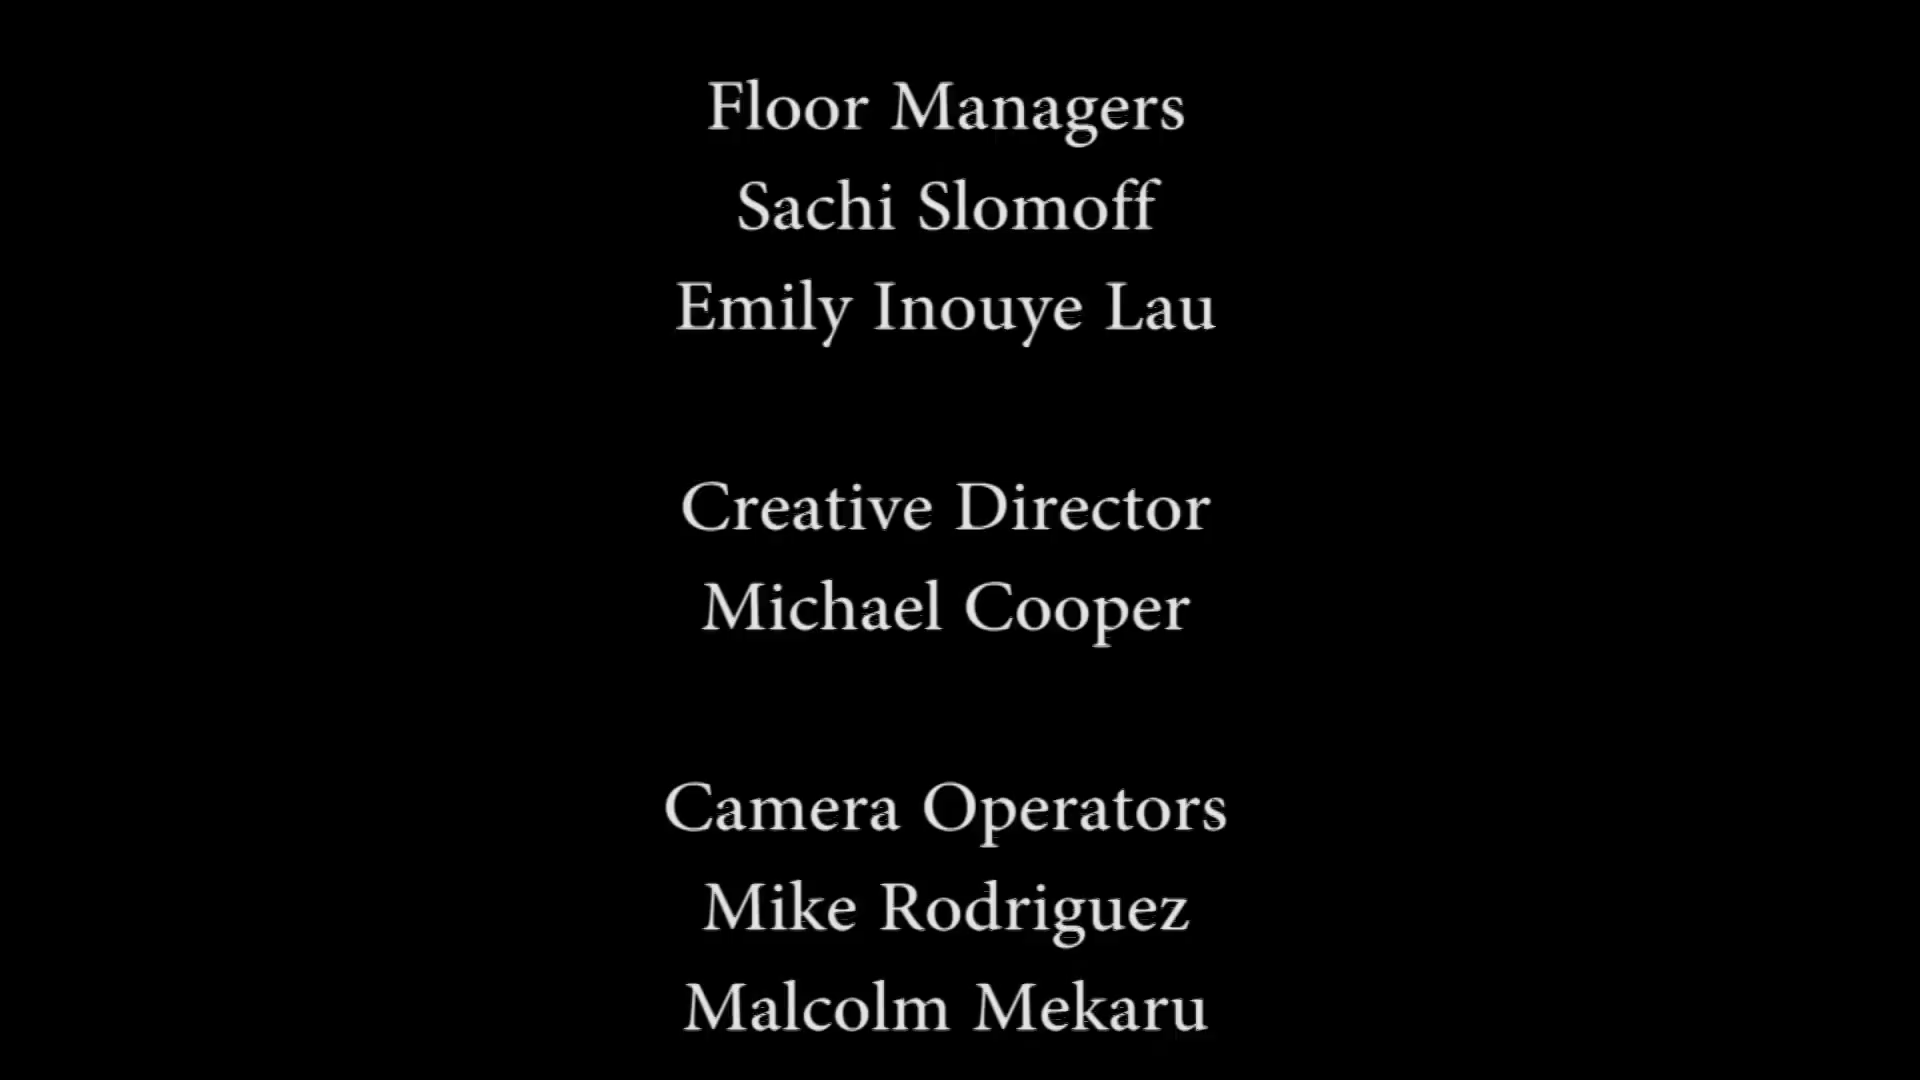 Floor Managers
Sachi Slomoff
Emily Inouye Lau
Creative Director
Michael Cooper
Camera Operators
Mike Rodriguez
Malcolm Mekaru